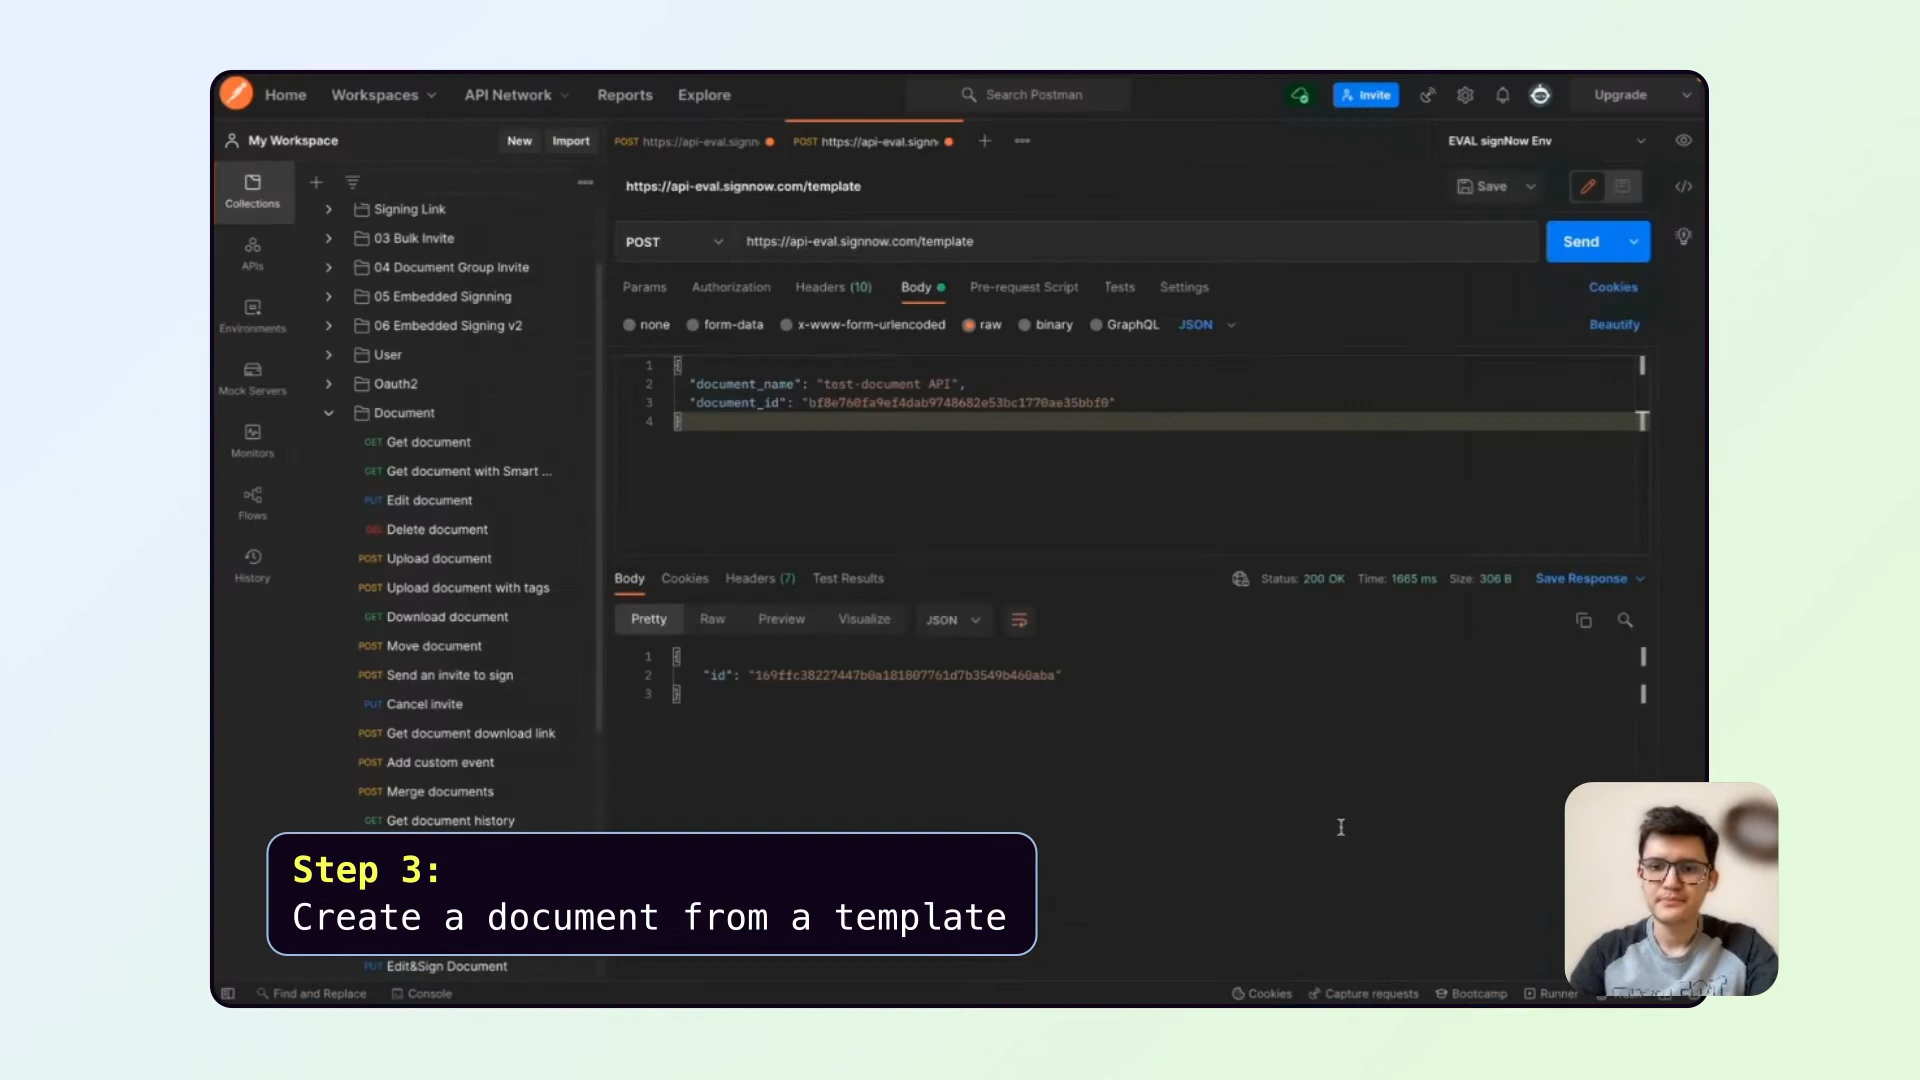 Home
Workspaces
API Network
Reports
Explore
Search Postman
Invite
Upgrade
My Workspace
New
Import
POST https://api-eval.signn
POST https://api-eval.signn
EVAL signNow Env
Collections
APIs
Environments
Mock Servers
Monitors
Flows
History
Signing Link
03 Bulk Invite
04 Document Group Invite
05 Embedded Signning
06 Embedded Signing v2
User
Oauth2
Document
GET Get document
GET Get document with Smart ...
PUT Edit document
DEL Delete document
POST Upload document
POST Upload document with tags
GET Download document
POST Move document
POST Send an invite to sign
PUT Cancel invite
POST Get document download link
POST Add custom event
POST Merge documents
GET Get document history
PUT Edit&Sign Document
https://api-eval.signnow.com/template
Save
POST
https://api-eval.signnow.com/template
Send
Params
Authorization
Headers (10)
Body
Pre-request Script
Tests
Settings
Cookies
none
form-data
x-www-form-urlencoded
raw
binary
GraphQL
JSON
Beautify
1 {
2 "document_name": "test-document API",
3 "document_id": "bf8e760fa9ef4dab9748682e53bc1770ae35bbf0"
4 }
Body
Cookies
Headers (7)
Test Results
Status: 200 OK
Time: 1665 ms
Size: 306 B
Save Response
Pretty
Raw
Preview
Visualize
JSON
1 {
2 "id": "169ffc38227447b0a181807761d7b3549b460aba"
3 }
Step 3:
Create a document from a template
Find and Replace
Console
Cookies
Capture requests
Bootcamp
Runner